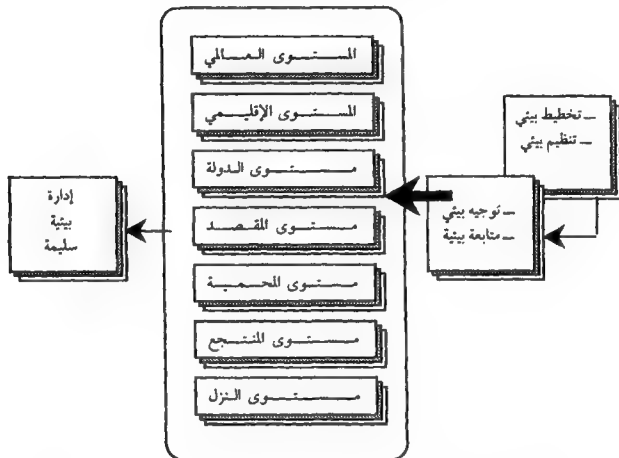 ـ تخطيط بيئي
ـ تنظيم بيئي
ـ توجيه بيئي
ـ متابعة بيئية
المستوى العالمي
المستوى الإقليمي
مستوى الدولة
مستوى المقصد
مستوى المحمية
مستوى المنتجع
مستوى النزل
إدارة
بيئية
سليمة